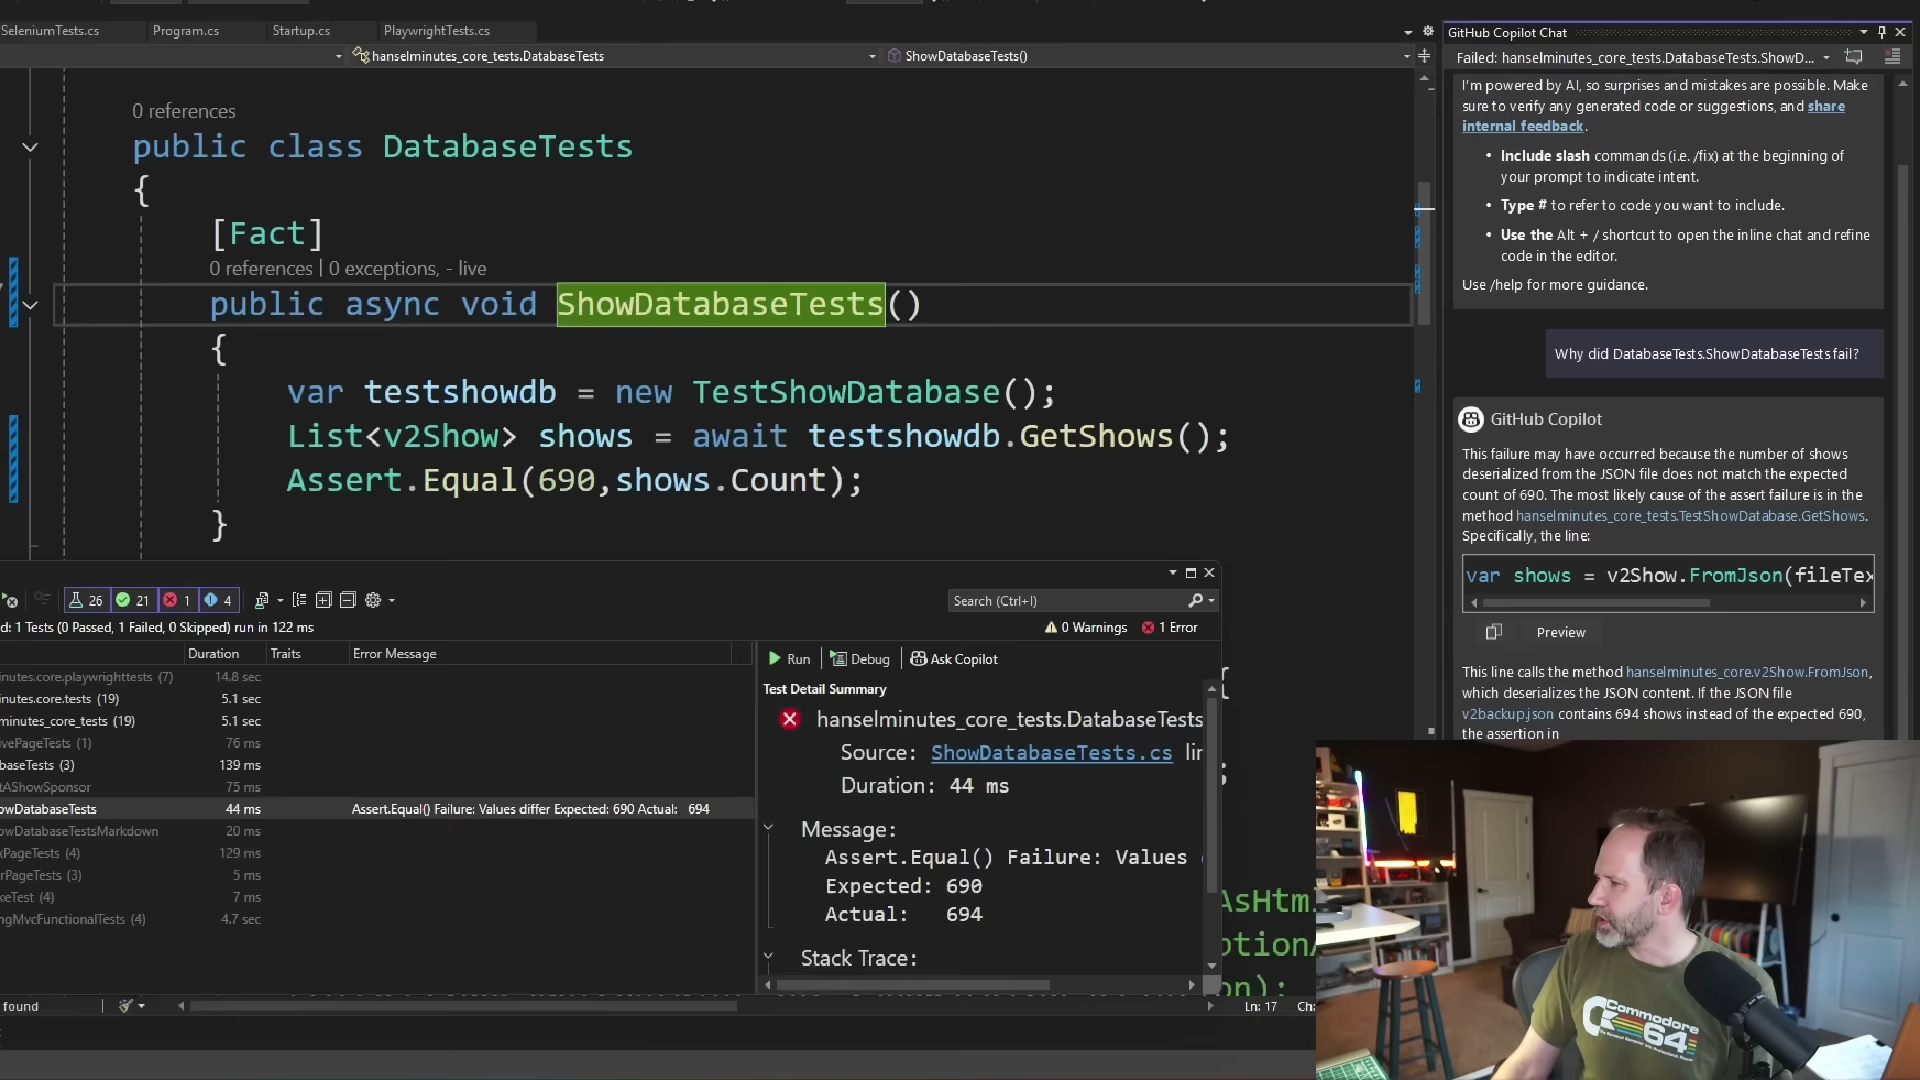 SeleniumTests.cs
Program.cs
Startup.cs
PlaywrightTests.cs
hanselminutes_core_tests.DatabaseTests
ShowDatabaseTests()
0 references
public class DatabaseTests
{
[Fact]
0 references | 0 exceptions, - live
public async void ShowDatabaseTests()
{
var testshowdb = new TestShowDatabase();
List<v2Show> shows = await testshowdb.GetShows();
Assert.Equal(690,shows.Count);
}
26 21 1 4
Search (Ctrl+I)
d: 1 Tests (0 Passed, 1 Failed, 0 Skipped) run in 122 ms
0 Warnings 1 Error
Duration Traits Error Message
nutes.core.playwrighttests (7) 14.8 sec
nutes.core.tests (19) 5.1 sec
minutes_core_tests (19) 5.1 sec
ivePageTests (1) 76 ms
baseTests (3) 139 ms
tAShowSponsor 75 ms
owDatabaseTests 44 ms Assert.Equal() Failure: Values differ Expected: 690 Actual: 694
owDatabaseTestsMarkdown 20 ms
xPageTests (4) 129 ms
rPageTests (3) 5 ms
keTest (4) 7 ms
ngMvcFunctionalTests (4) 4.7 sec
Run Debug Ask Copilot
Test Detail Summary
hanselminutes_core_tests.DatabaseTests
Source: ShowDatabaseTests.cs lin
Duration: 44 ms
Message:
Assert.Equal() Failure: Values
Expected: 690
Actual: 694
Stack Trace:
{
;
AsHtml
ption
on);
found
Ln: 17 Ch:
GitHub Copilot Chat
Failed: hanselminutes_core_tests.DatabaseTests.ShowD...
I'm powered by AI, so surprises and mistakes are possible. Make
sure to verify any generated code or suggestions, and share
internal feedback.
• Include slash commands (i.e. /fix) at the beginning of
your prompt to indicate intent.
• Type # to refer to code you want to include.
• Use the Alt + / shortcut to open the inline chat and refine
code in the editor.
Use /help for more guidance.
Why did DatabaseTests.ShowDatabaseTests fail?
GitHub Copilot
This failure may have occurred because the number of shows
deserialized from the JSON file does not match the expected
count of 690. The most likely cause of the assert failure is in the
method hanselminutes_core_tests.TestShowDatabase.GetShows.
Specifically, the line:
var shows = v2Show.FromJson(fileTex
Preview
This line calls the method hanselminutes_core.v2Show.FromJson,
which deserializes the JSON content. If the JSON file
v2backup.json contains 694 shows instead of the expected 690,
the assertion in
Commodore
64